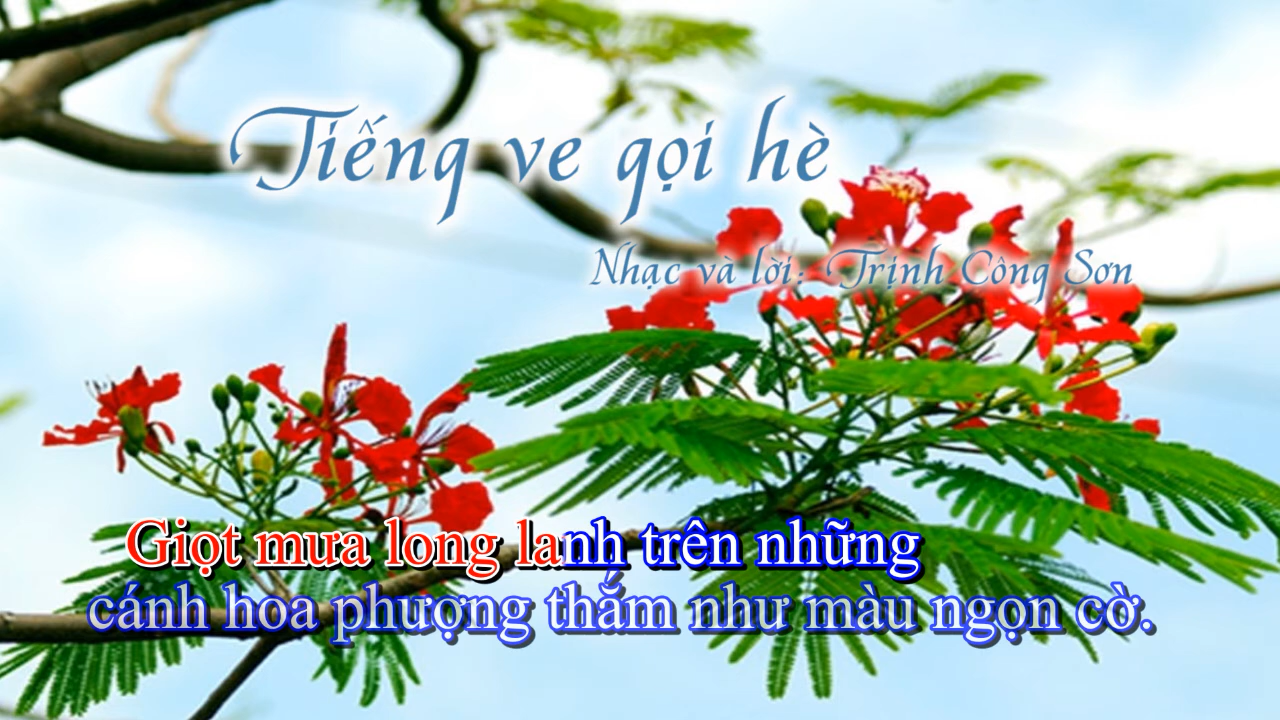 Tiếng ve gọi hè
Nhạc và lời: Trịnh Công Sơn
Giọt mưa long lanh trên những
cánh hoa phượng thắm như màu ngọn cờ.